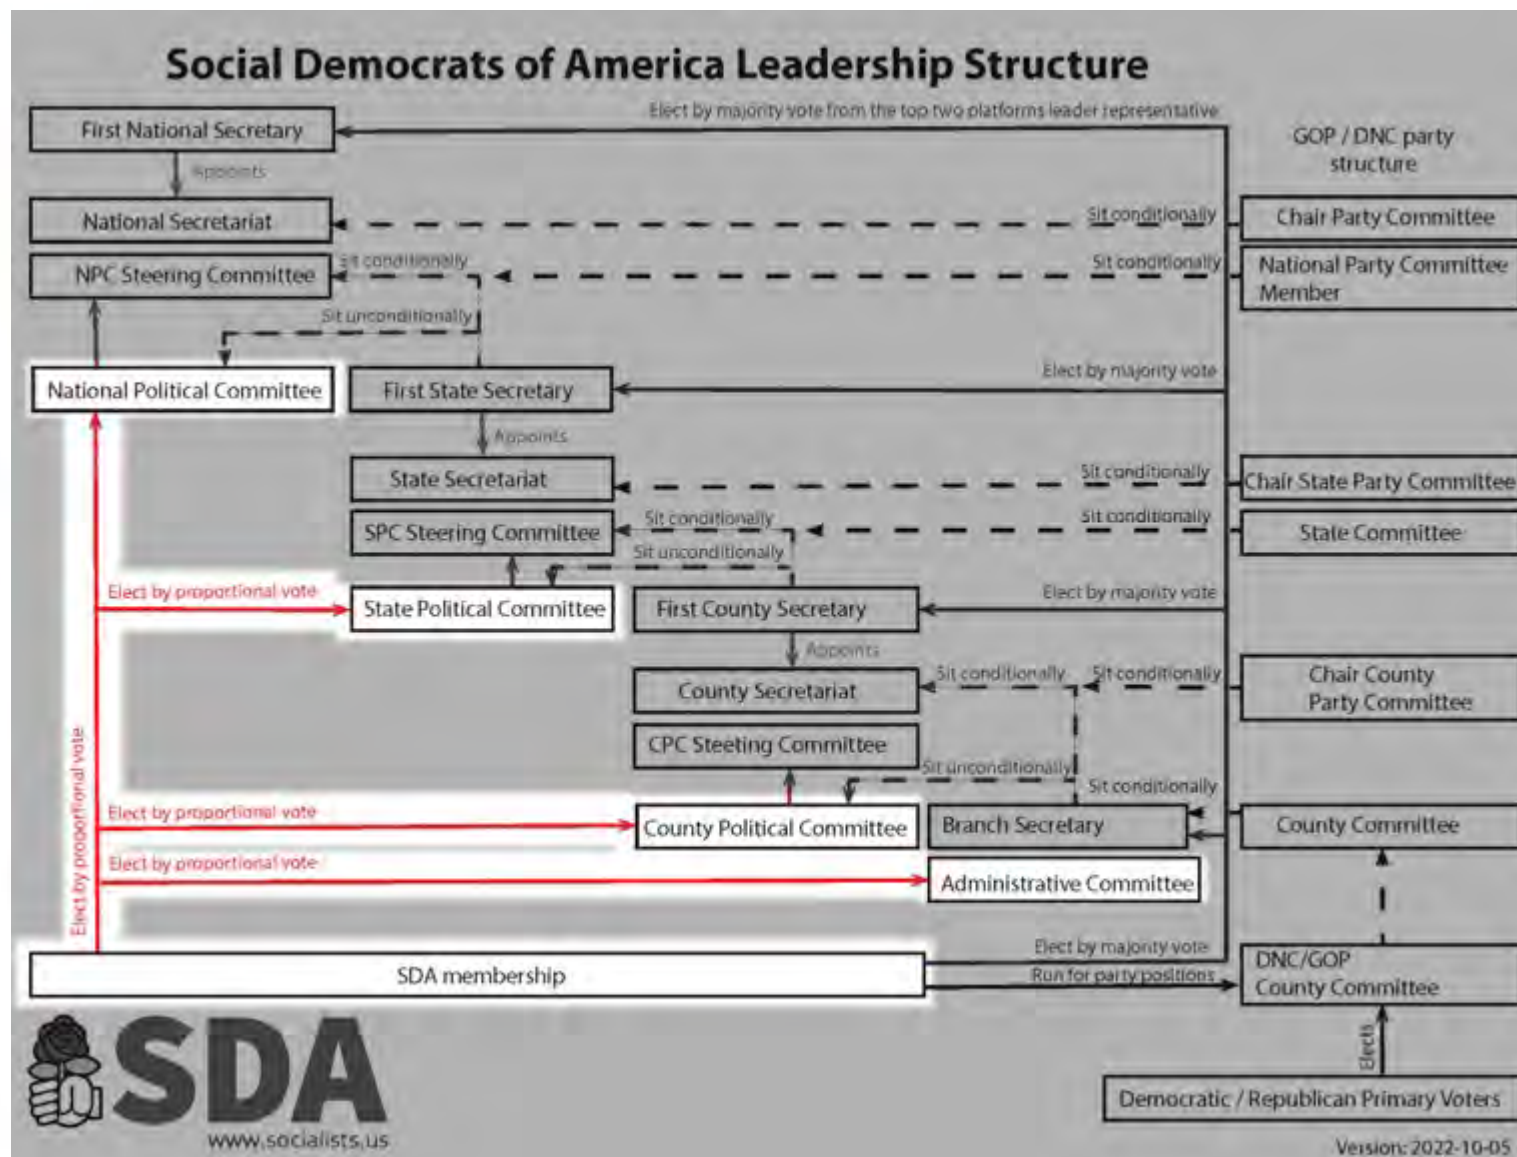 Social Democrats of America Leadership Structure
Elect by majority vote from the top two platforms leader representative
First National Secretary
GOP / DNC party
structure
Appoints
National Secretariat
Sit conditionally
Chair Party Committee
NPC Steering Committee
Sit conditionally
Sit conditionally
National Party Committee
Member
Sit unconditionally
National Political Committee
First State Secretary
Elect by majority vote
Appoints
State Secretariat
Sit conditionally
Chair State Party Committee
SPC Steering Committee
Sit conditionally
Sit conditionally
State Committee
Sit unconditionally
Elect by proportional vote
State Political Committee
First County Secretary
Elect by majority vote
Appoints
County Secretariat
Sit conditionally
Sit conditionally
Chair County
Party Committee
CPC Steeting Committee
Sit unconditionally
Sit conditionally
Elect by proportional vote
Elect by proportional vote
County Political Committee
Branch Secretary
County Committee
Elect by proportional vote
Administrative Committee
SDA membership
Elect by majority vote
Run for party positions
DNC/GOP
County Committee
Elects
Democratic / Republican Primary Voters
SDA
www.socialists.us
Version: 2022-10-05